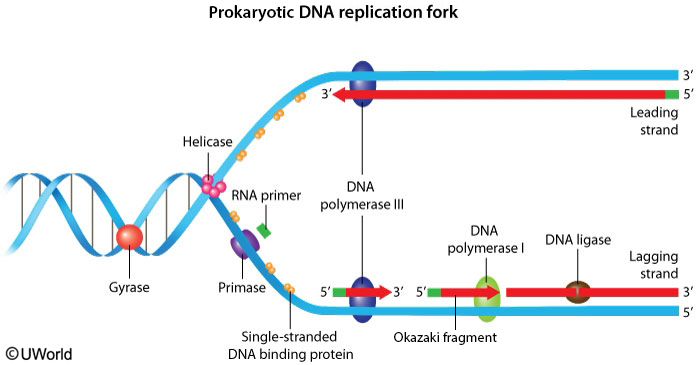 Prokaryotic DNA replication fork
3′
3′
5′
Leading
strand
Helicase
RNA primer
DNA
polymerase III
DNA
polymerase I
DNA ligase
Lagging
strand
Gyrase
Primase
5′
3′
5′
3′
5′
Single-stranded
DNA binding protein
Okazaki fragment
©UWorld